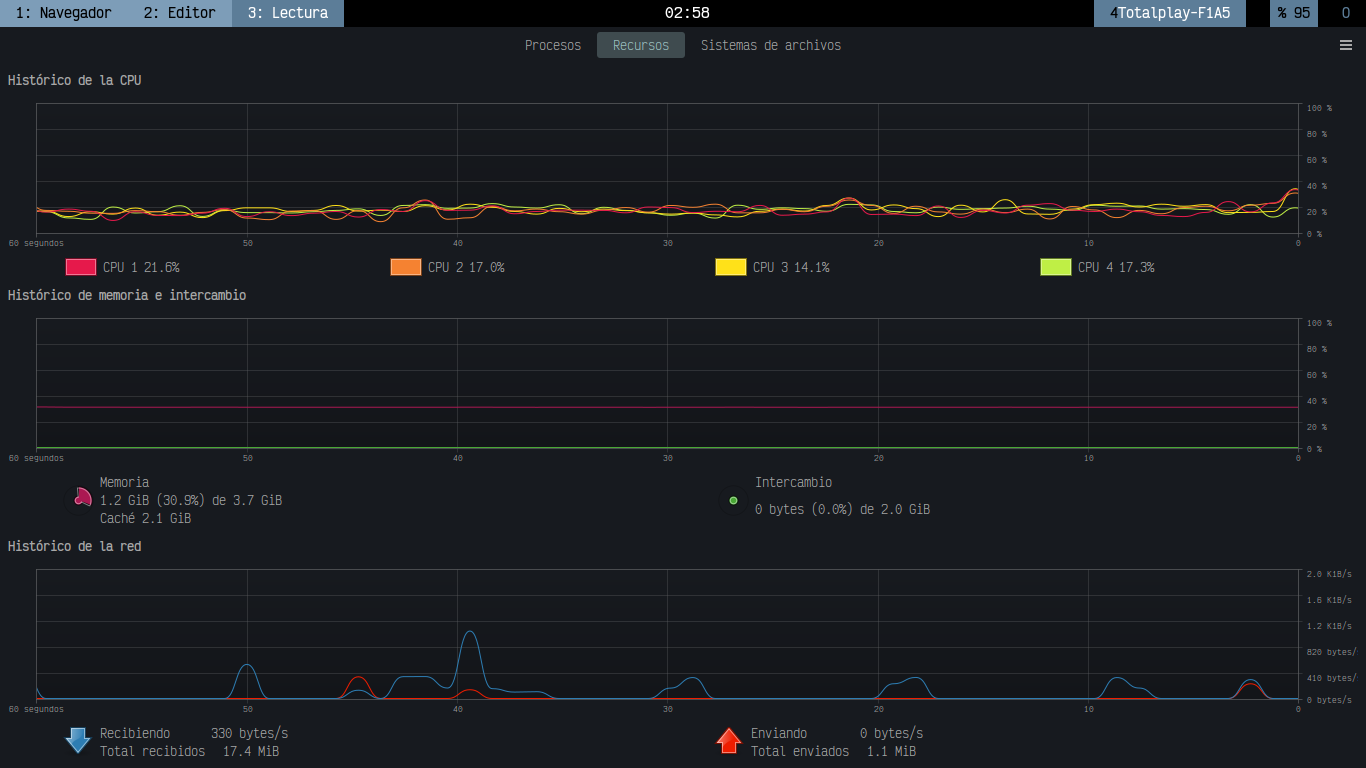 1: Navegador 2: Editor 3: Lectura 02:58 4Totalplay-F1A5 % 95 O
Procesos Recursos Sistemas de archivos
Histórico de la CPU
100 %
80 %
60 %
40 %
20 %
0 %
60 segundos 50 40 30 20 10 0
CPU 1 21.6% CPU 2 17.0% CPU 3 14.1% CPU 4 17.3%
Histórico de memoria e intercambio
100 %
80 %
60 %
40 %
20 %
0 %
60 segundos 50 40 30 20 10 0
Memoria
1.2 GiB (30.9%) de 3.7 GiB
Caché 2.1 GiB
Intercambio
0 bytes (0.0%) de 2.0 GiB
Histórico de la red
2.0 KiB/s
1.6 KiB/s
1.2 KiB/s
820 bytes/
410 bytes/
0 bytes/s
60 segundos 50 40 30 20 10 0
Recibiendo 330 bytes/s
Total recibidos 17.4 MiB
Enviando 0 bytes/s
Total enviados 1.1 MiB